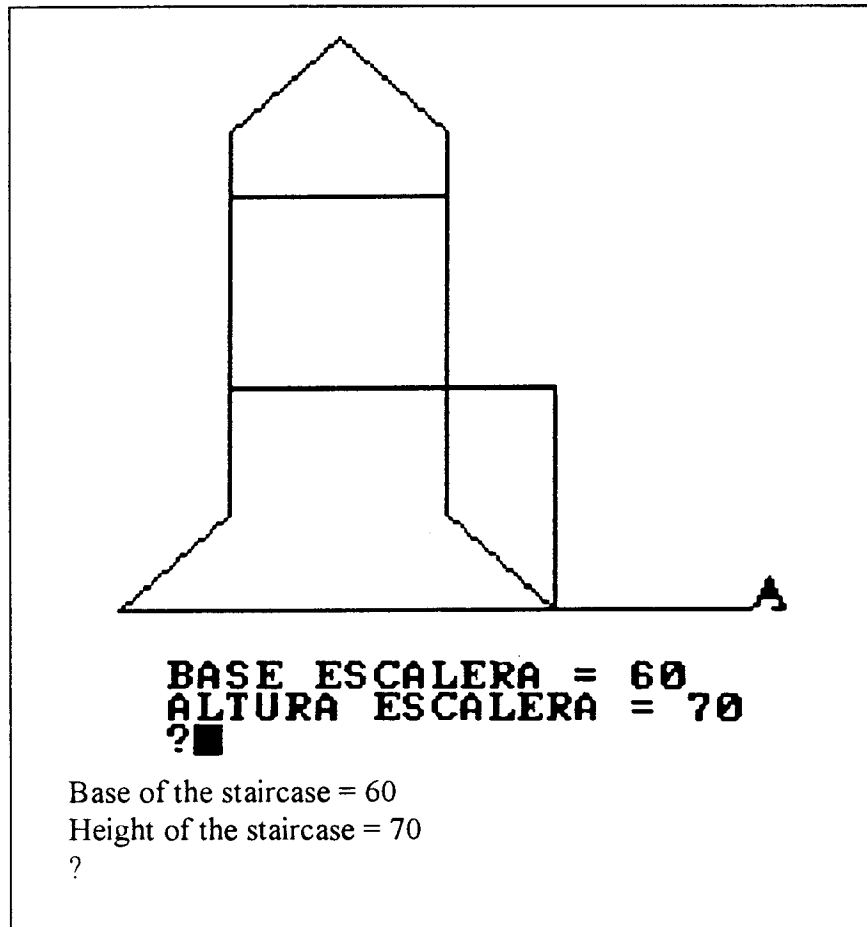 BASE ESCALERA = 60
ALTURA ESCALERA = 70
?
Base of the staircase = 60
Height of the staircase = 70
?